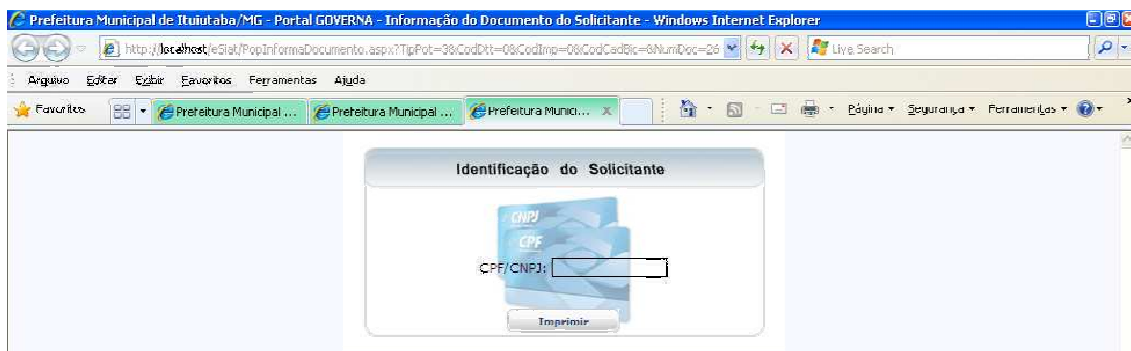 Prefeitura Municipal de Ituiutaba/MG - Portal GOVERNA - Informação do Documento do Solicitante - Windows Internet Explorer
http://localhost/eSiat/PopInformaDocumento.aspx?TipPot=3&CodDtt=0&CodImp=0&CodCadBic=&NumDoc=26 Live Search
Arquivo Editar Exibir Favoritos Ferramentas Ajuda
Favoritos Prefeitura Municipal ... Prefeitura Municipal ... Prefeitura Munici... Página Segurança Ferramentas
Identificação do Solicitante
CNPJ
CPF
CPF/CNPJ:
Imprimir